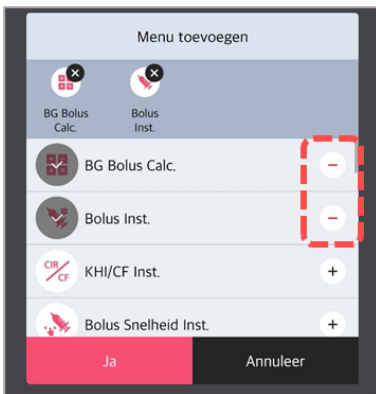 Menu toevoegen
BG Bolus
Calc.
Bolus
Inst.
BG Bolus Calc.
Bolus Inst.
CIR/CF
KHI/CF Inst.
Bolus Snelheid Inst.
Ja
Annuleer